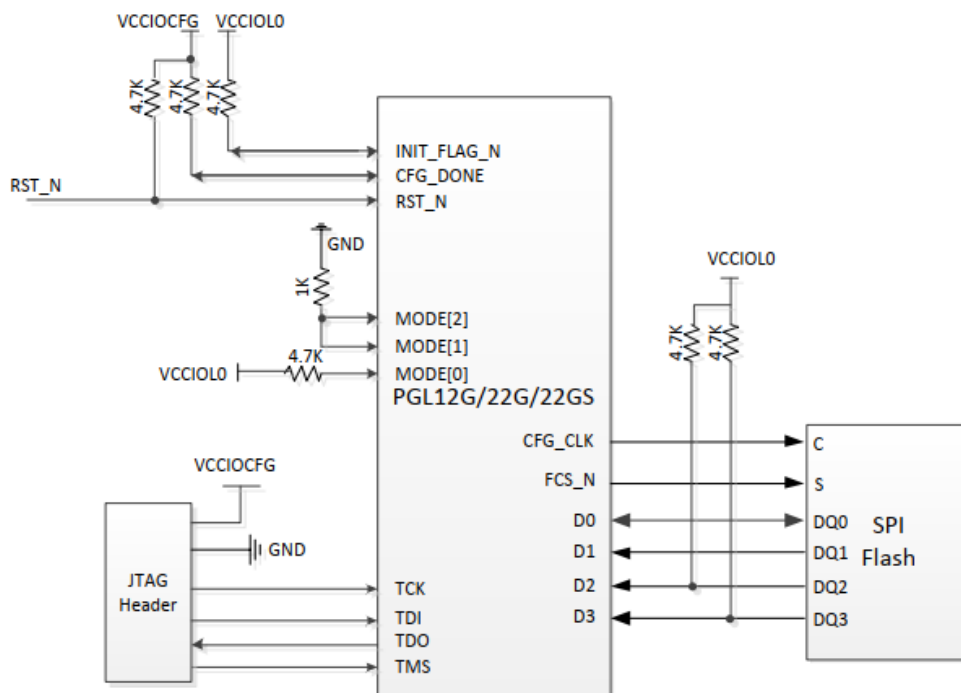 VCCIOCFG VCCIOL0
4.7K 4.7K 4.7K
INIT_FLAG_N
CFG_DONE
RST_N RST_N
GND
1K
MODE[2]
MODE[1]
4.7K
VCCIOL0 MODE[0]
PGL12G/22G/22GS
VCCIOL0
4.7K 4.7K
CFG_CLK C
FCS_N S
D0 DQ0
D1 DQ1
D2 DQ2
D3 DQ3
SPI
Flash
VCCIOCFG
GND
JTAG
Header
TCK
TDI
TDO
TMS